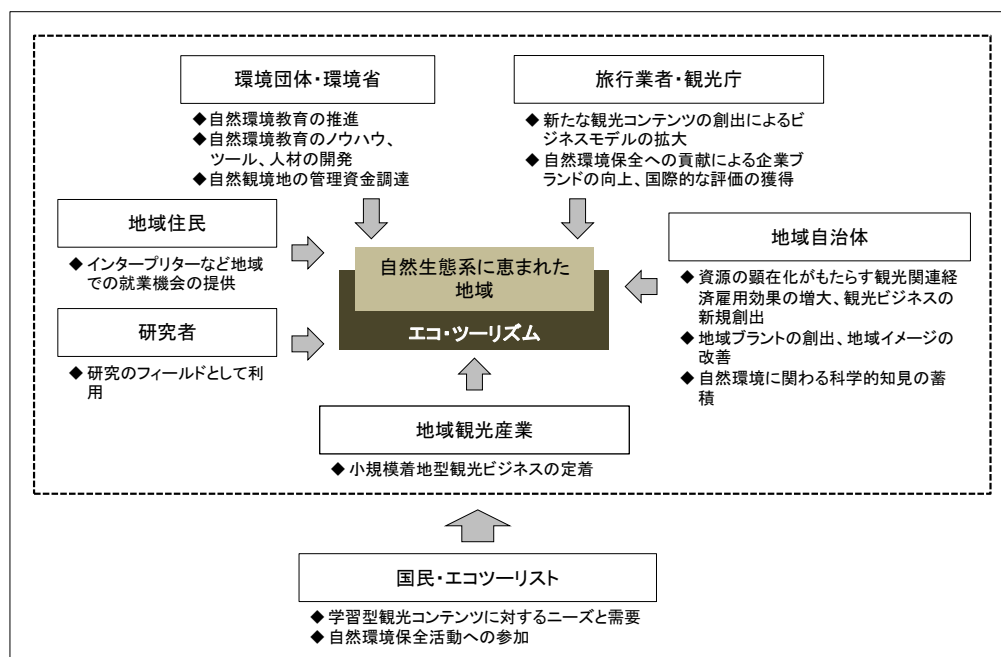 環境団体・環境省
◆自然環境教育の推進
◆自然環境教育のノウハウ、
ツール、人材の開発
◆自然観境地の管理資金調達
旅行業者・観光庁
◆新たな観光コンテンツの創出によるビ
ジネスモデルの拡大
◆自然環境保全への貢献による企業ブ
ランドの向上、国際的な評価の獲得
地域住民
◆インタープリターなど地域
での就業機会の提供
研究者
◆研究のフィールドとして利
用
自然生態系に恵まれた
地域
エコ・ツーリズム
地域自治体
◆資源の顕在化がもたらす観光関連経
済雇用効果の増大、観光ビジネスの
新規創出
◆地域ブラントの創出、地域イメージの
改善
◆自然環境に関わる科学的知見の蓄
積
地域観光産業
◆小規模着地型観光ビジネスの定着
国民・エコツーリスト
◆学習型観光コンテンツに対するニーズと需要
◆自然環境保全活動への参加